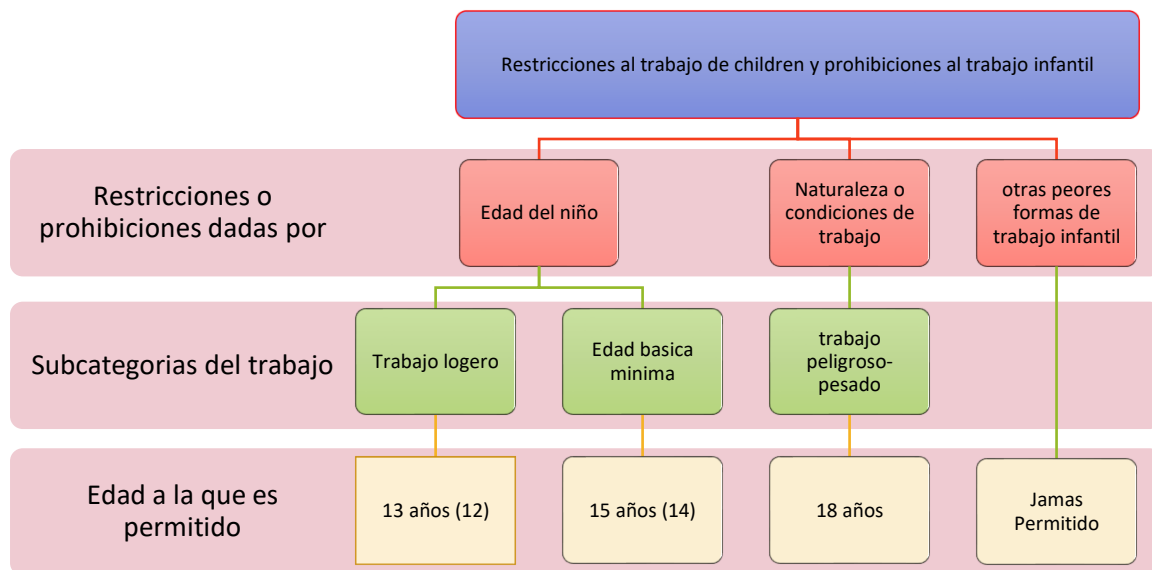 Restricciones al trabajo de children y prohibiciones al trabajo infantil
Restricciones o
prohibiciones dadas por
Edad del niño
Naturaleza o
condiciones de
trabajo
otras peores
formas de
trabajo infantil
Subcategorias del trabajo
Trabajo logero
Edad basica
minima
trabajo
peligroso-
pesado
Edad a la que es
permitido
13 años (12)
15 años (14)
18 años
Jamas
Permitido